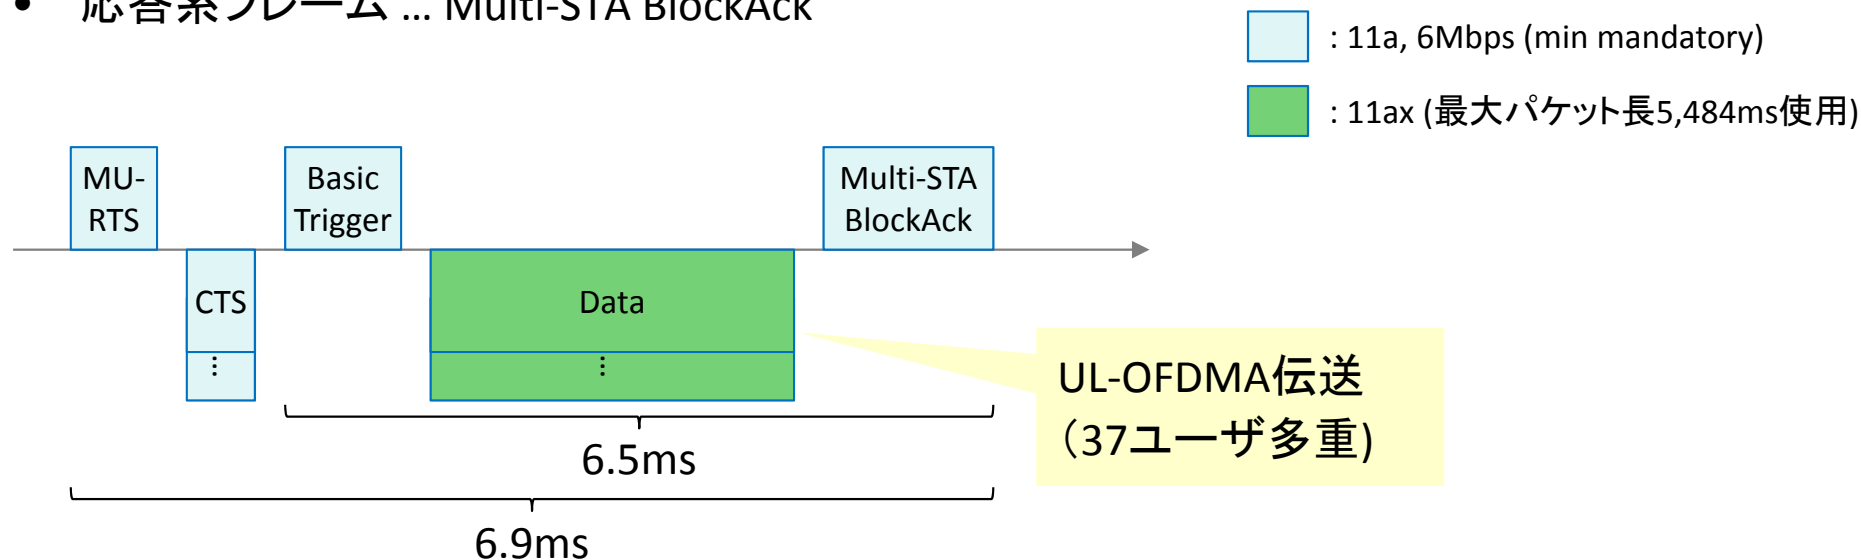 • 応答系フレーム … Multi-STA BlockAck
: 11a, 6Mbps (min mandatory)
: 11ax (最大パケット長5,484ms使用)
MU-
RTS
Basic
Trigger
Multi-STA
BlockAck
CTS
Data
⋮
⋮
UL-OFDMA伝送
（37ユーザ多重)
6.5ms
6.9ms